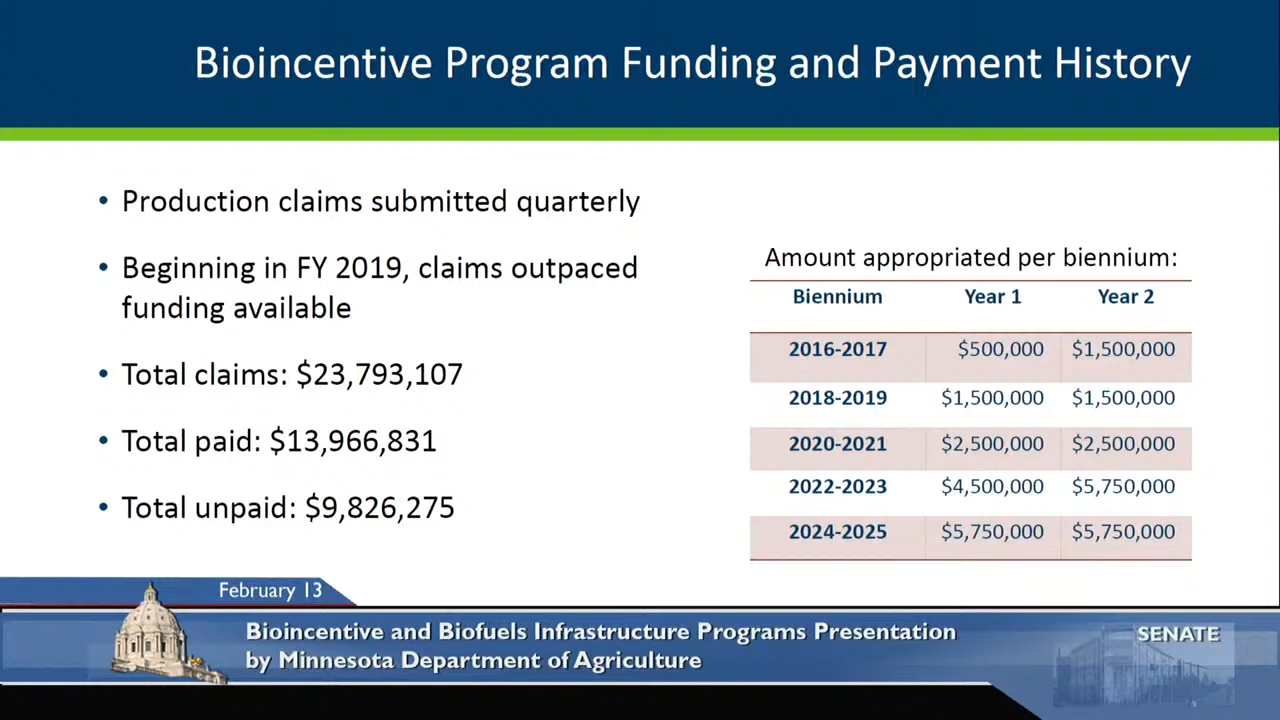 Bioincentive Program Funding and Payment History
• Production claims submitted quarterly
• Beginning in FY 2019, claims outpaced
funding available
• Total claims: $23,793,107
• Total paid: $13,966,831
• Total unpaid: $9,826,275
Amount appropriated per biennium:
Biennium Year 1 Year 2
2016-2017 $500,000 $1,500,000
2018-2019 $1,500,000 $1,500,000
2020-2021 $2,500,000 $2,500,000
2022-2023 $4,500,000 $5,750,000
2024-2025 $5,750,000 $5,750,000
February 13
Bioincentive and Biofuels Infrastructure Programs Presentation
by Minnesota Department of Agriculture
SENATE